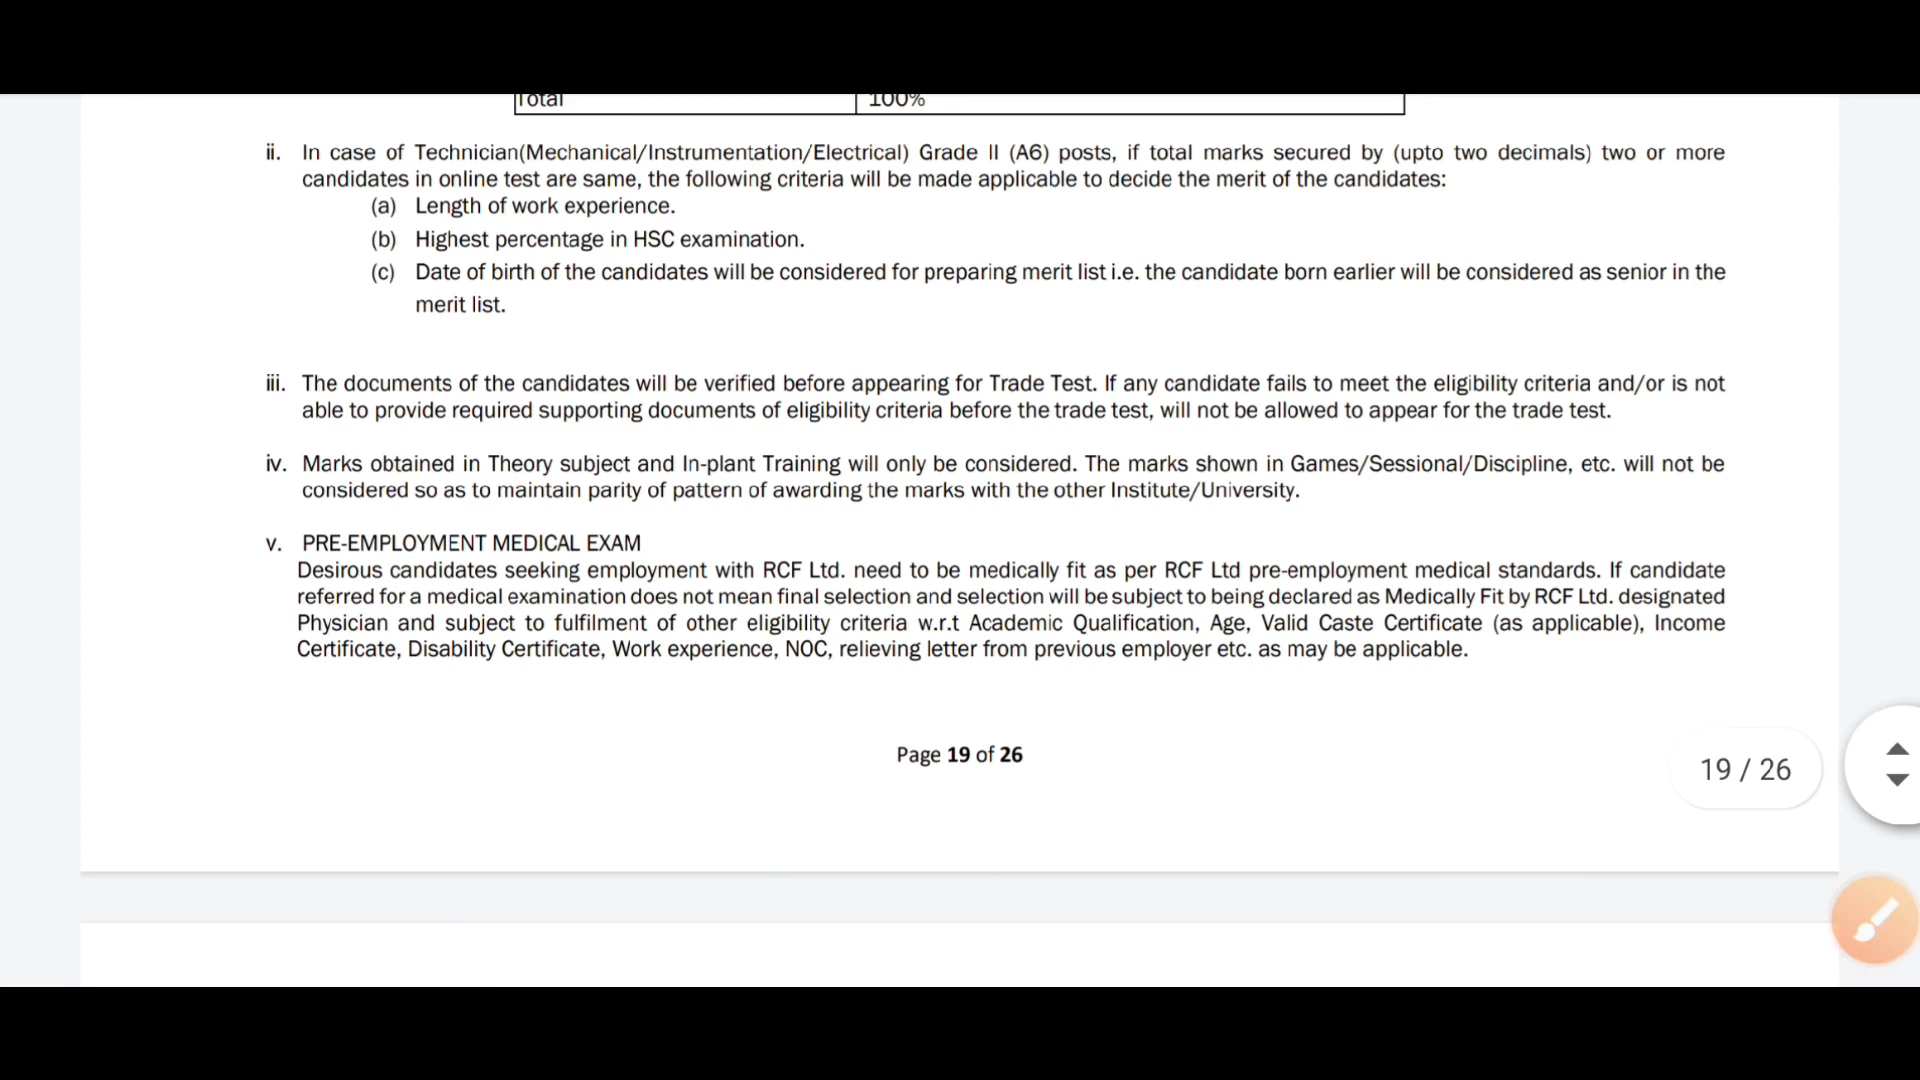 Total 100%
ii. In case of Technician(Mechanical/Instrumentation/Electrical) Grade II (A6) posts, if total marks secured by (upto two decimals) two or more
candidates in online test are same, the following criteria will be made applicable to decide the merit of the candidates:
(a) Length of work experience.
(b) Highest percentage in HSC examination.
(c) Date of birth of the candidates will be considered for preparing merit list i.e. the candidate born earlier will be considered as senior in the
merit list.
iii. The documents of the candidates will be verified before appearing for Trade Test. If any candidate fails to meet the eligibility criteria and/or is not
able to provide required supporting documents of eligibility criteria before the trade test, will not be allowed to appear for the trade test.
iv. Marks obtained in Theory subject and In-plant Training will only be considered. The marks shown in Games/Sessional/Discipline, etc. will not be
considered so as to maintain parity of pattern of awarding the marks with the other Institute/University.
v. PRE-EMPLOYMENT MEDICAL EXAM
Desirous candidates seeking employment with RCF Ltd. need to be medically fit as per RCF Ltd pre-employment medical standards. If candidate
referred for a medical examination does not mean final selection and selection will be subject to being declared as Medically Fit by RCF Ltd. designated
Physician and subject to fulfilment of other eligibility criteria w.r.t Academic Qualification, Age, Valid Caste Certificate (as applicable), Income
Certificate, Disability Certificate, Work experience, NOC, relieving letter from previous employer etc. as may be applicable.
Page 19 of 26
19 / 26